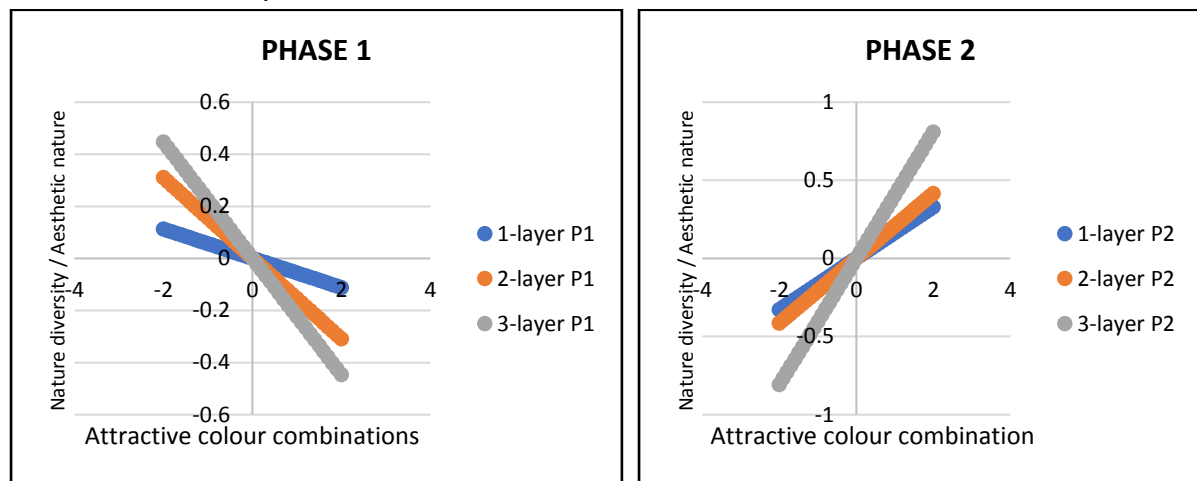 PHASE 1
Nature diversity / Aesthetic nature
0.6
0.4
0.2
0
-0.2
-0.4
-0.6
-4
-2
0
2
4
Attractive colour combinations
1-layer P1
2-layer P1
3-layer P1
PHASE 2
Nature diversity / Aesthetic nature
1
0.5
0
-0.5
-1
-4
-2
0
2
4
Attractive colour combination
1-layer P2
2-layer P2
3-layer P2